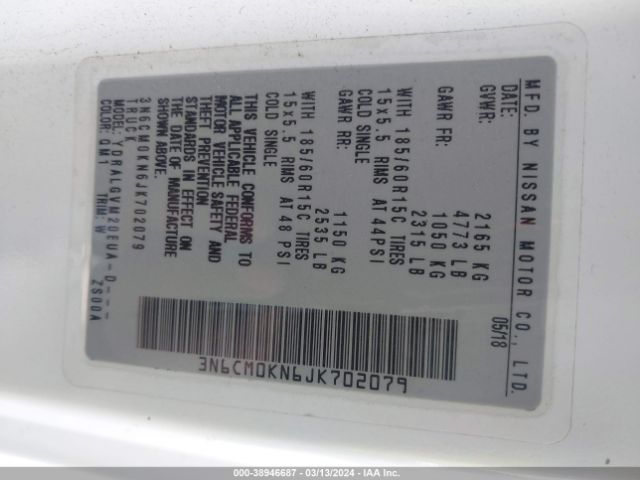 MFD. BY NISSAN MOTOR CO., LTD.
DATE: 05/18
GVWR: 2165 KG
4773 LB
GAWR FR: 1050 KG
2315 LB
WITH 185/60R15C TIRES
15x5.5 RIMS AT 44PSI
COLD SINGLE
GAWR RR: 1150 KG
2535 LB
WITH 185/60R15C TIRES
15x5.5 RIMS AT 48 PSI
COLD SINGLE
THIS VEHICLE CONFORMS TO
ALL APPLICABLE FEDERAL
MOTOR VEHICLE SAFETY AND
THEFT PREVENTION
STANDARDS IN EFFECT ON
THE DATE OF MANUFACTURE
SHOWN ABOVE.
3N6CM0KN6JK702079
TRUCK
MODEL: YQRALGVM20EUA-D---
COLOR: QM1 TRIM: W ZS00A
3N6CM0KN6JK702079
000-38946687 - 03/13/2024 - IAA Inc.